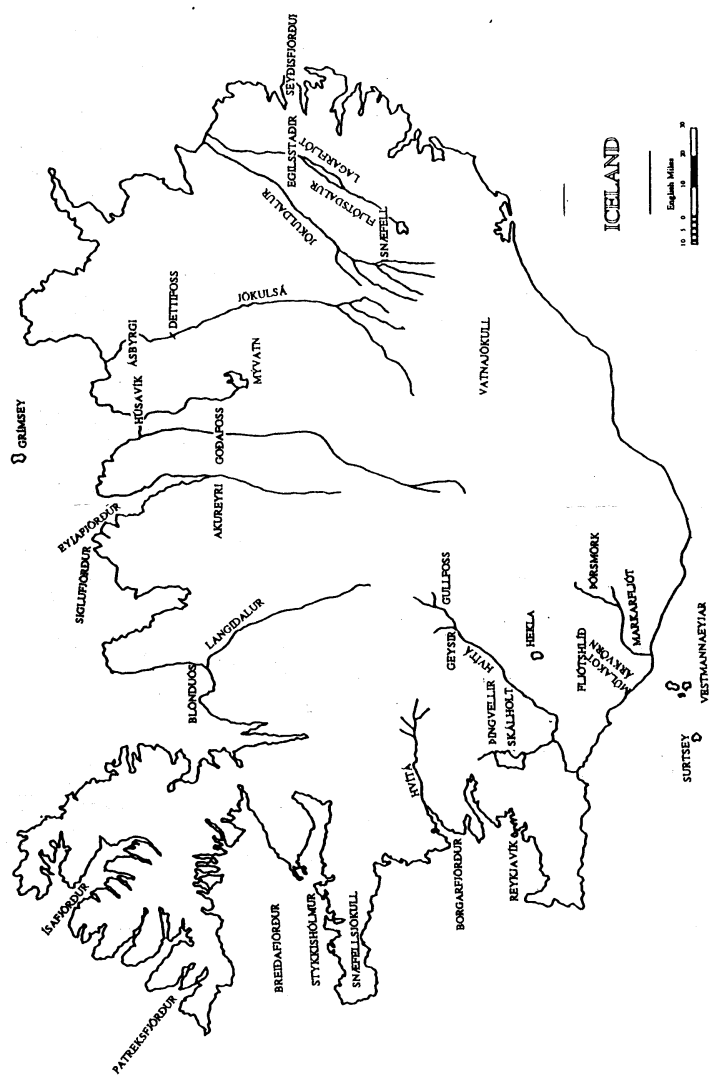 ICELAND
English Miles
10 5 0 10 20 30
PATREKSFJÖRDUR
ÍSAFJÖRDUR
BREIDAFJÖRDUR
STYKKISHÓLMUR
SNÆFELLSJÖKULL
BORGARFJÖRDUR
REYKJAVÍK
HVÍTÁ
ÞINGVELLIR
SKÁLHOLT
GEYSIR
HVÍTÁ
GULLFOSS
HEKLA
FLJÓTSHLÍD
MÚLAKOT
ÁRKVÖRN
MARKARFLJÓT
ÞÓRSMÖRK
SURTSEY
VESTMANNAEYJAR
BLÖNDUÓS
LANGIDALUR
SIGLUFJÖRDUR
EYJAFJÖRDUR
AKUREYRI
GODAFOSS
GRÍMSEY
HÚSAVÍK
MÝVATN
ÁSBYRGI
DETTIFOSS
JÖKULSÁ
VATNAJÖKULL
JÖKULDALUR
SNÆFELL
FLJÓTSDALUR
LAGARFLJÓT
EGILSSTAÐIR
SEYDISFJÖRDUR